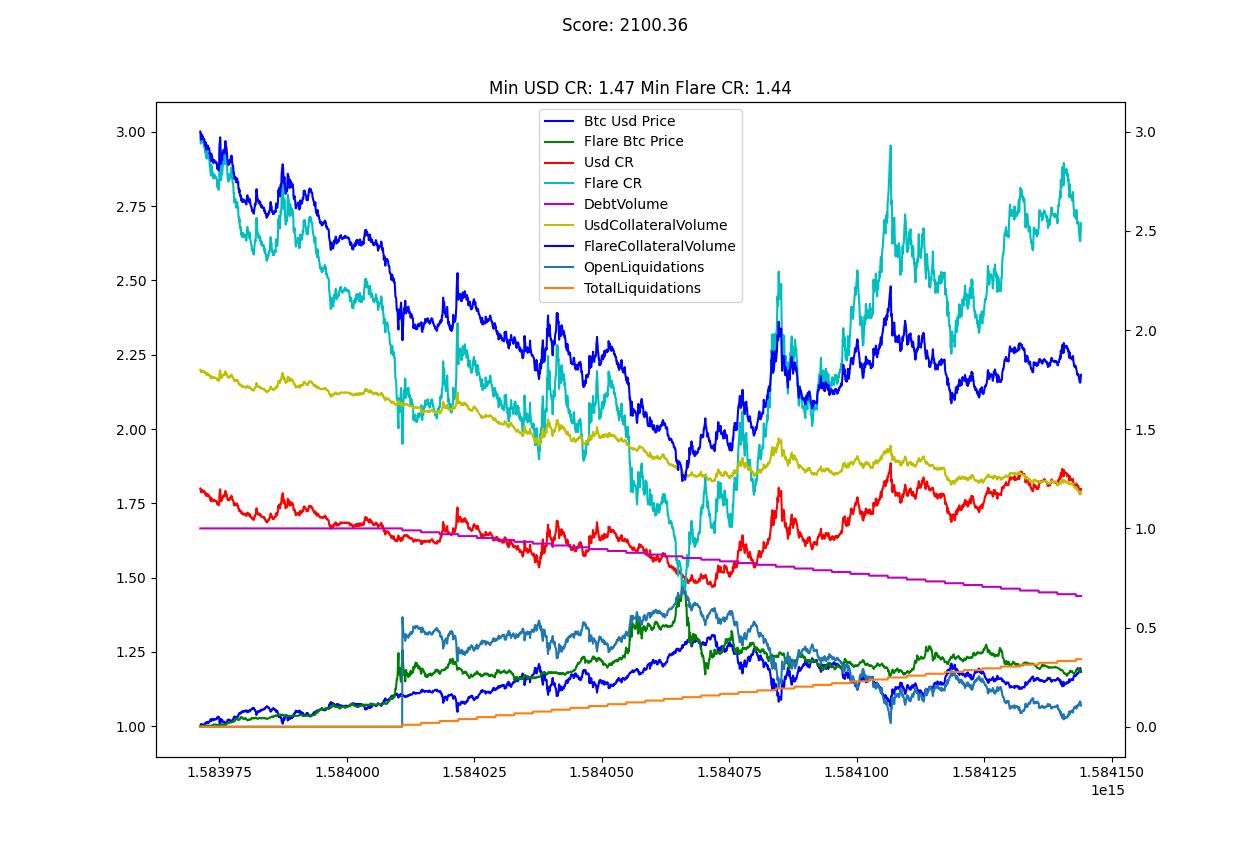 Score: 2100.36
Min USD CR: 1.47 Min Flare CR: 1.44
Btc Usd Price
Flare Btc Price
Usd CR
Flare CR
DebtVolume
UsdCollateralVolume
FlareCollateralVolume
OpenLiquidations
TotalLiquidations
3.00
2.75
2.50
2.25
2.00
1.75
1.50
1.25
1.00
3.0
2.5
2.0
1.5
1.0
0.5
0.0
1.583975 1.584000 1.584025 1.584050 1.584075 1.584100 1.584125 1.584150
1e15